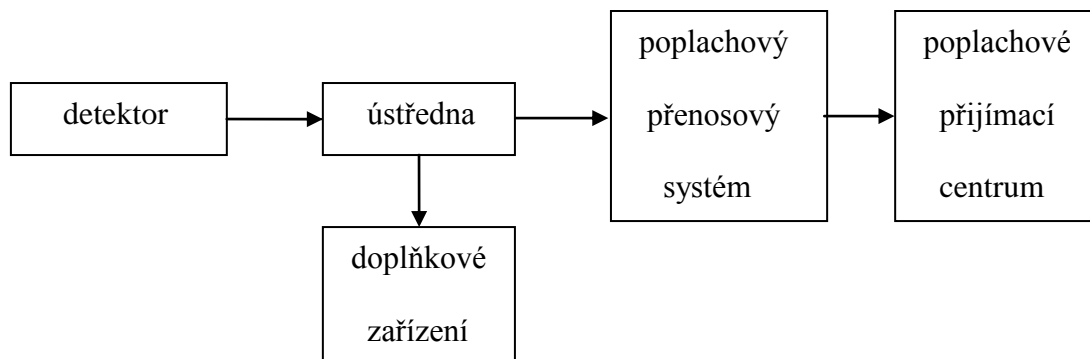 detektor
ústředna
poplachový
přenosový
systém
poplachové
přijímací
centrum
doplňkové
zařízení